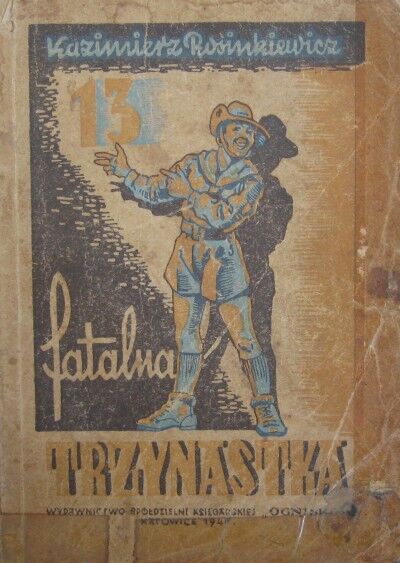 Kazimierz Rosinkiewicz
13
fatalna
TRZYNASTKA
WYDAWNICTWO SPÓŁDZIELNI KSIĘGARSKIEJ
KATOWICE